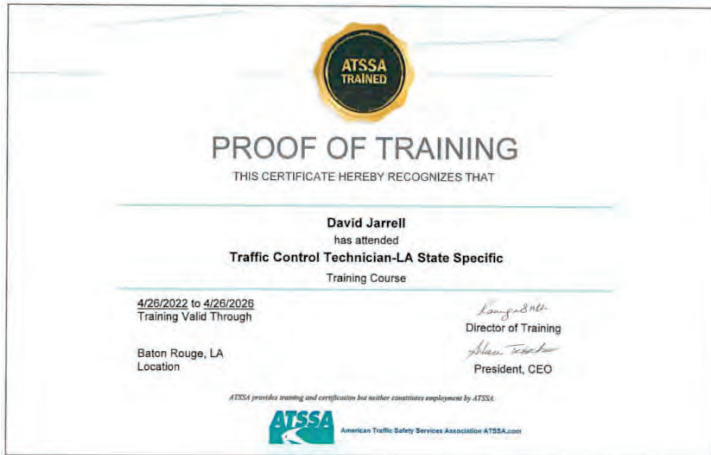 ATSSA
TRAINED
PROOF OF TRAINING
THIS CERTIFICATE HEREBY RECOGNIZES THAT
David Jarrell
has attended
Traffic Control Technician-LA State Specific
Training Course
4/26/2022 to 4/26/2026
Training Valid Through
Director of Training
Baton Rouge, LA
Location
President, CEO
ATSSA provides training and certification but neither constitutes employment by ATSSA.
ATSSA
American Traffic Safety Services Association ATSSA.com